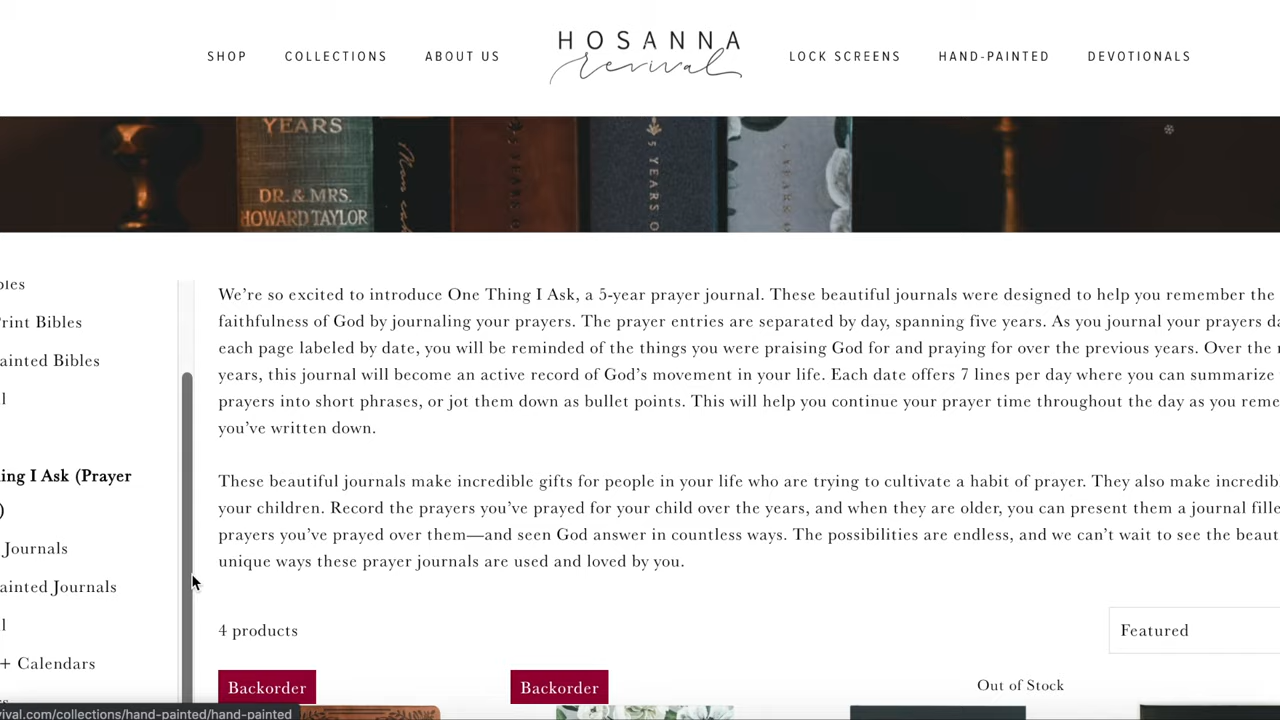 SHOP
COLLECTIONS
ABOUT US
HOSANNA
revival
LOCK SCREENS
HAND-PAINTED
DEVOTIONALS
YEARS
DR. & MRS.
HOWARD TAYLOR
5 YEARS O
5 YEARS O
5 YEARS O
bles
Print Bibles
ainted Bibles
l
ing I Ask (Prayer
)
Journals
ainted Journals
l
+ Calendars
We're so excited to introduce One Thing I Ask, a 5-year prayer journal. These beautiful journals were designed to help you remember the
faithfulness of God by journaling your prayers. The prayer entries are separated by day, spanning five years. As you journal your prayers da
each page labeled by date, you will be reminded of the things you were praising God for and praying for over the previous years. Over the
years, this journal will become an active record of God's movement in your life. Each date offers 7 lines per day where you can summarize
prayers into short phrases, or jot them down as bullet points. This will help you continue your prayer time throughout the day as you reme
you've written down.
These beautiful journals make incredible gifts for people in your life who are trying to cultivate a habit of prayer. They also make incredib
your children. Record the prayers you've prayed for your child over the years, and when they are older, you can present them a journal fille
prayers you've prayed over them—and seen God answer in countless ways. The possibilities are endless, and we can't wait to see the beaut
unique ways these prayer journals are used and loved by you.
4 products
Featured
Backorder
Backorder
Out of Stock
vival.com/collections/hand-painted/hand-painted